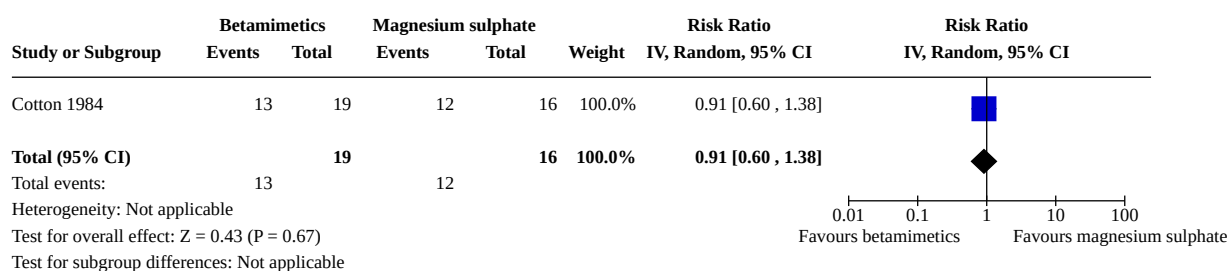 Betamimetics Magnesium sulphate Risk Ratio Risk Ratio
Study or Subgroup Events Total Events Total Weight IV, Random, 95% CI IV, Random, 95% CI
Cotton 1984 13 19 12 16 100.0% 0.91 [0.60 , 1.38]
Total (95% CI) 19 16 100.0% 0.91 [0.60 , 1.38]
Total events: 13 12
Heterogeneity: Not applicable
Test for overall effect: Z = 0.43 (P = 0.67)
Test for subgroup differences: Not applicable
0.01 0.1 1 10 100
Favours betamimetics Favours magnesium sulphate